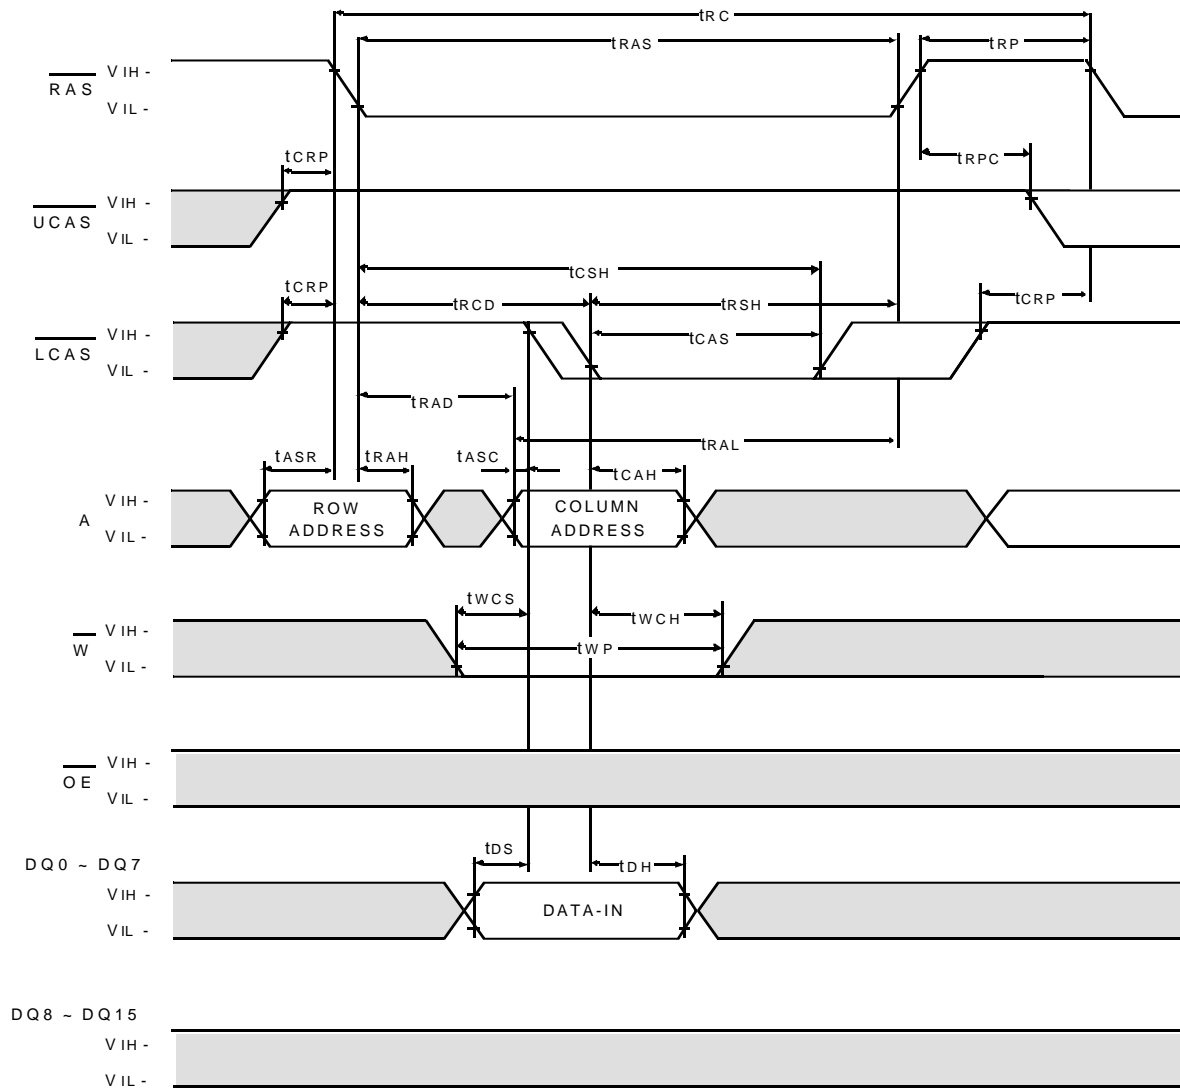 tRC
tRAS
tRP
RAS
VIH -
VIL -
tCRP
tRPC
UCAS
VIH -
VIL -
tCSH
tCRP
tRCD
tRSH
tCRP
LCAS
VIH -
VIL -
tCAS
tRAD
tRAL
tASR
tRAH
tASC
tCAH
A
VIH -
VIL -
ROW
ADDRESS
COLUMN
ADDRESS
tWCS
tWCH
W
VIH -
VIL -
tWP
OE
VIH -
VIL -
tDS
tDH
DQ0 ~ DQ7
VIH -
VIL -
DATA-IN
DQ8 ~ DQ15
VIH -
VIL -